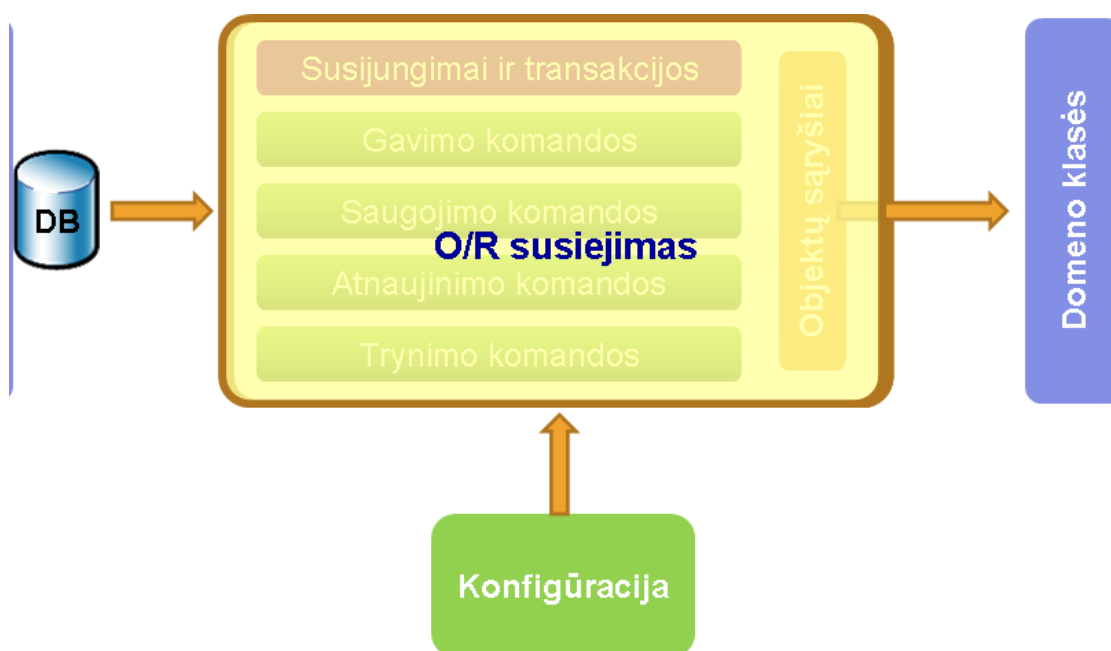 Susijungimai ir transakcijos
Gavimo komandos
Saugojimo komandos
O/R susiejimas
Atnaujinimo komandos
Trynimo komandos
Objektų sąryšiai
DB
Domeno klasės
Konfigūracija